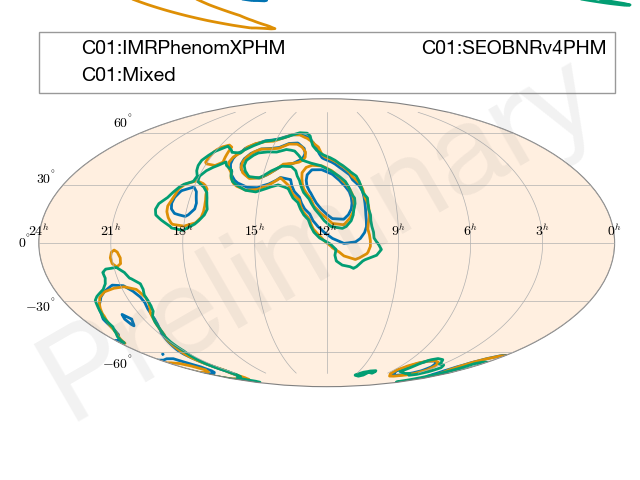 C01:IMRPhenomXPHM C01:SEOBNRv4PHM
C01:Mixed
60°
30°
0° 24ʰ 21ʰ 18ʰ 15ʰ 12ʰ 9ʰ 6ʰ 3ʰ 0ʰ
−30°
−60°
Preliminary